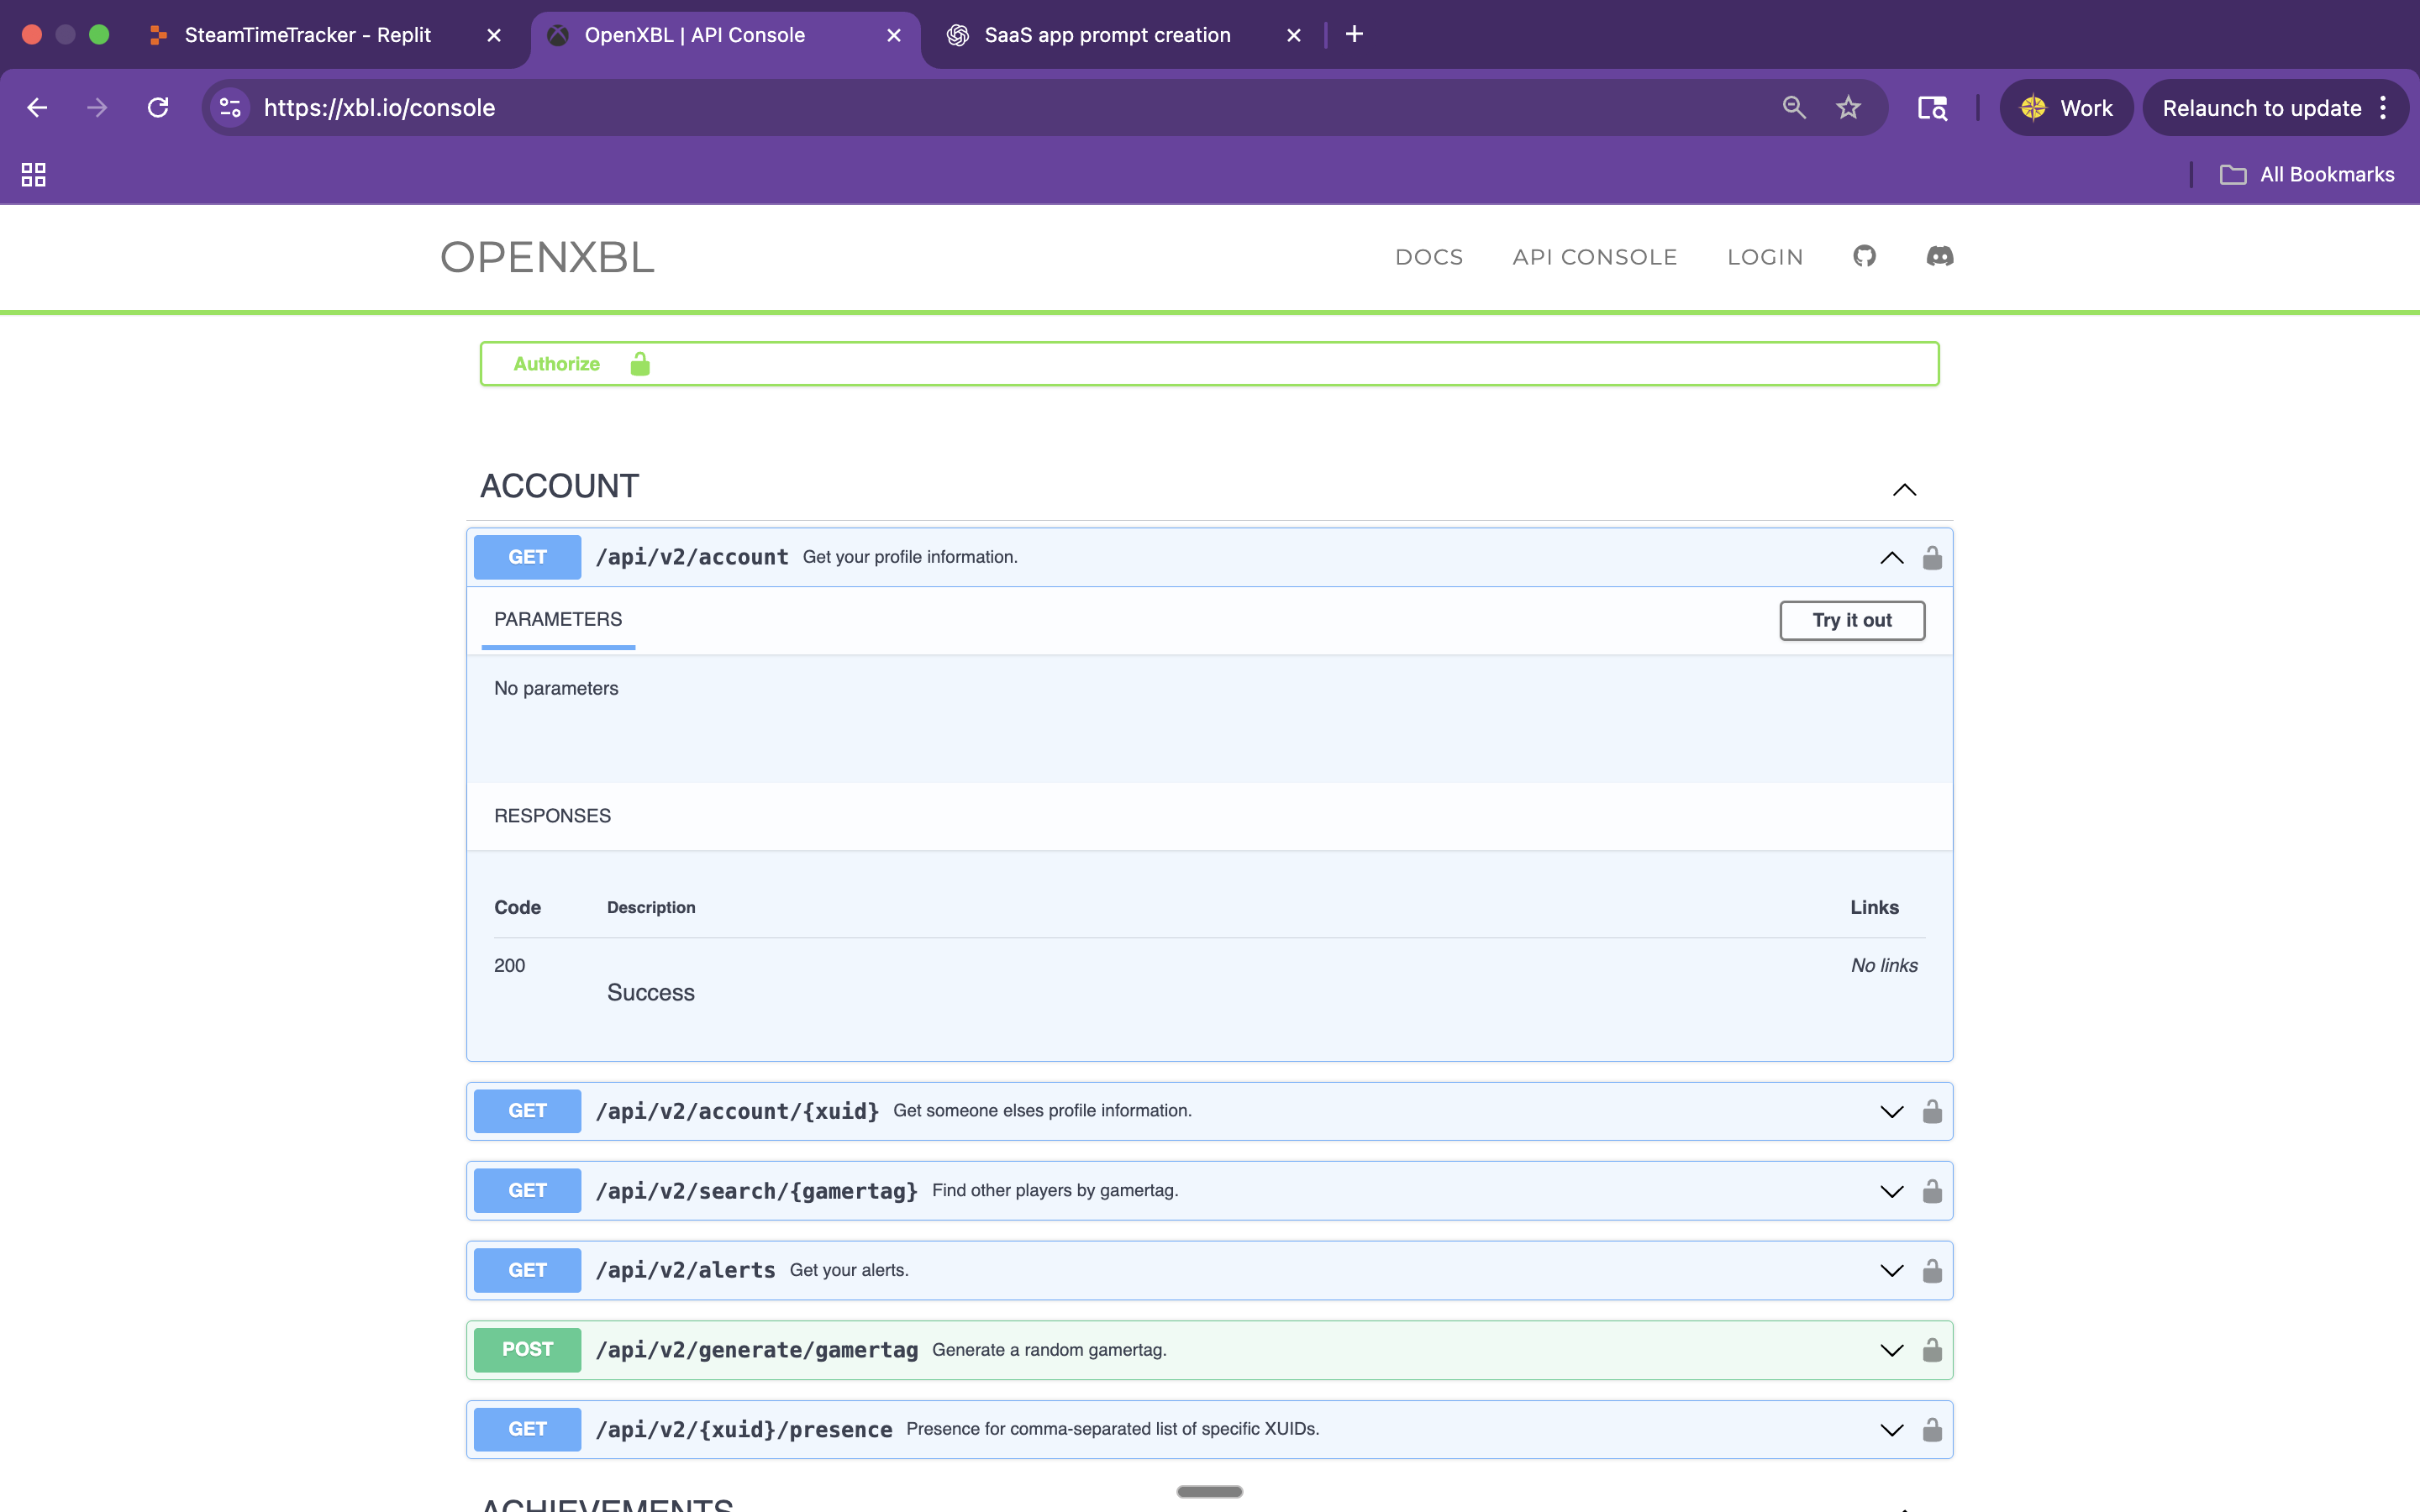 SteamTimeTracker - Replit
OpenXBL | API Console
SaaS app prompt creation
https://xbl.io/console
Work
Relaunch to update
All Bookmarks
OPENXBL
DOCS
API CONSOLE
LOGIN
Authorize
ACCOUNT
GET /api/v2/account Get your profile information.
PARAMETERS
Try it out
No parameters
RESPONSES
Code Description Links
200 No links
Success
GET /api/v2/account/{xuid} Get someone elses profile information.
GET /api/v2/search/{gamertag} Find other players by gamertag.
GET /api/v2/alerts Get your alerts.
POST /api/v2/generate/gamertag Generate a random gamertag.
GET /api/v2/{xuid}/presence Presence for comma-separated list of specific XUIDs.
ACHIEVEMENTS